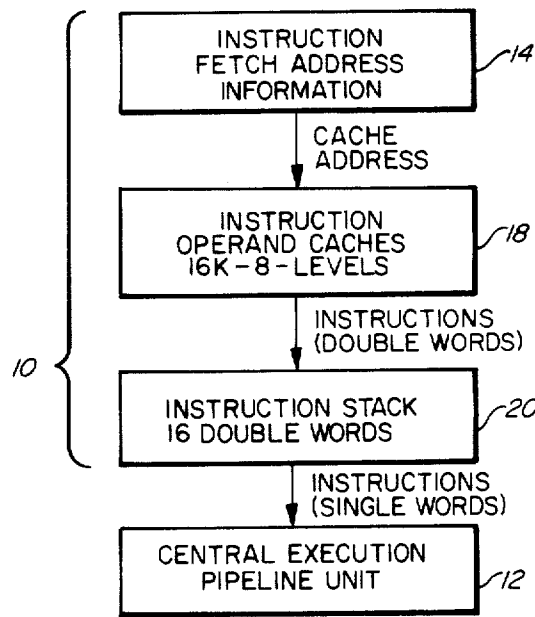 INSTRUCTION
FETCH ADDRESS
INFORMATION
14
CACHE
ADDRESS
INSTRUCTION
OPERAND CACHES
16K-8-LEVELS
18
INSTRUCTIONS
(DOUBLE WORDS)
10
INSTRUCTION STACK
16 DOUBLE WORDS
20
INSTRUCTIONS
(SINGLE WORDS)
CENTRAL EXECUTION
PIPELINE UNIT
12